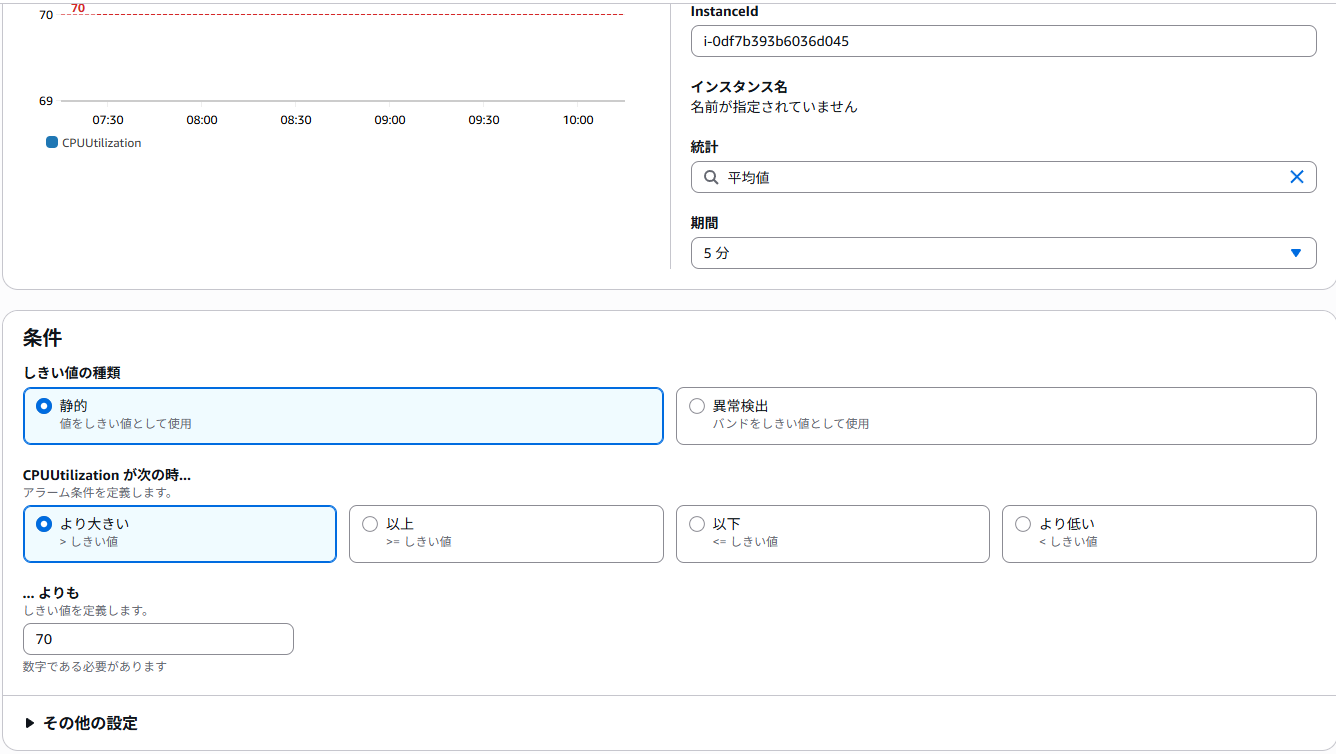 70
70
69
07:30 08:00 08:30 09:00 09:30 10:00
CPUUtilization
InstanceId
i-0df7b393b6036d045
インスタンス名
名前が指定されていません
統計
平均値
期間
5 分
条件
しきい値の種類
静的
値をしきい値として使用
異常検出
バンドをしきい値として使用
CPUUtilization が次の時...
アラーム条件を定義します。
より大きい
> しきい値
以上
>= しきい値
以下
<= しきい値
より低い
< しきい値
... よりも
しきい値を定義します。
70
数字である必要があります
その他の設定